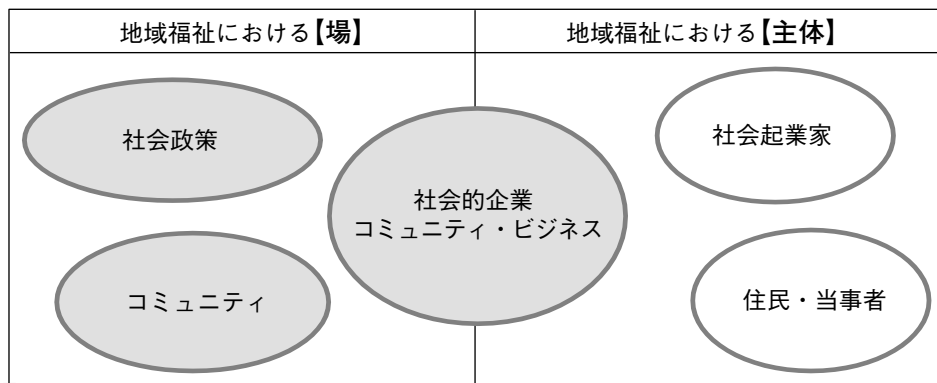 地域福祉における【場】
地域福祉における【主体】
社会政策
社会起業家
社会的企業
コミュニティ・ビジネス
コミュニティ
住民・当事者